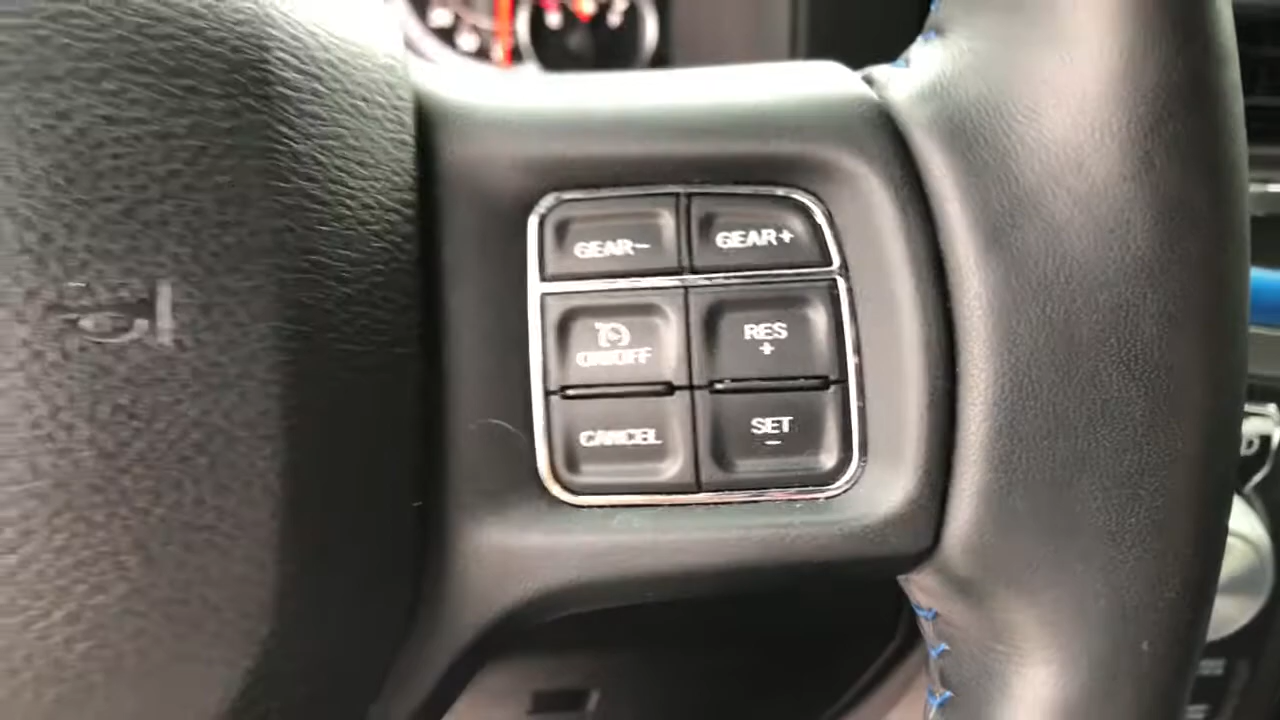 GEAR-
GEAR+
ON/OFF
RES
+
CANCEL
SET
-